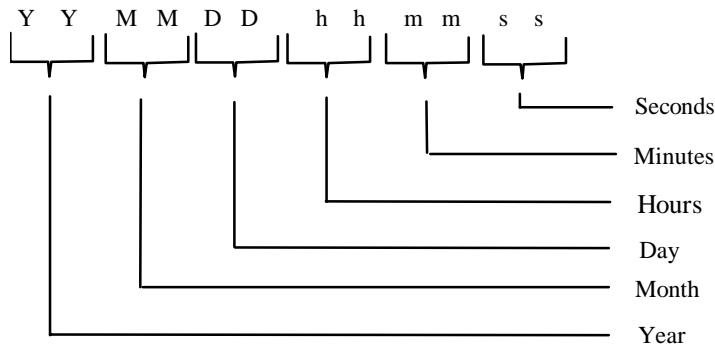 Y Y M M D D h h m m s s
Seconds
Minutes
Hours
Day
Month
Year